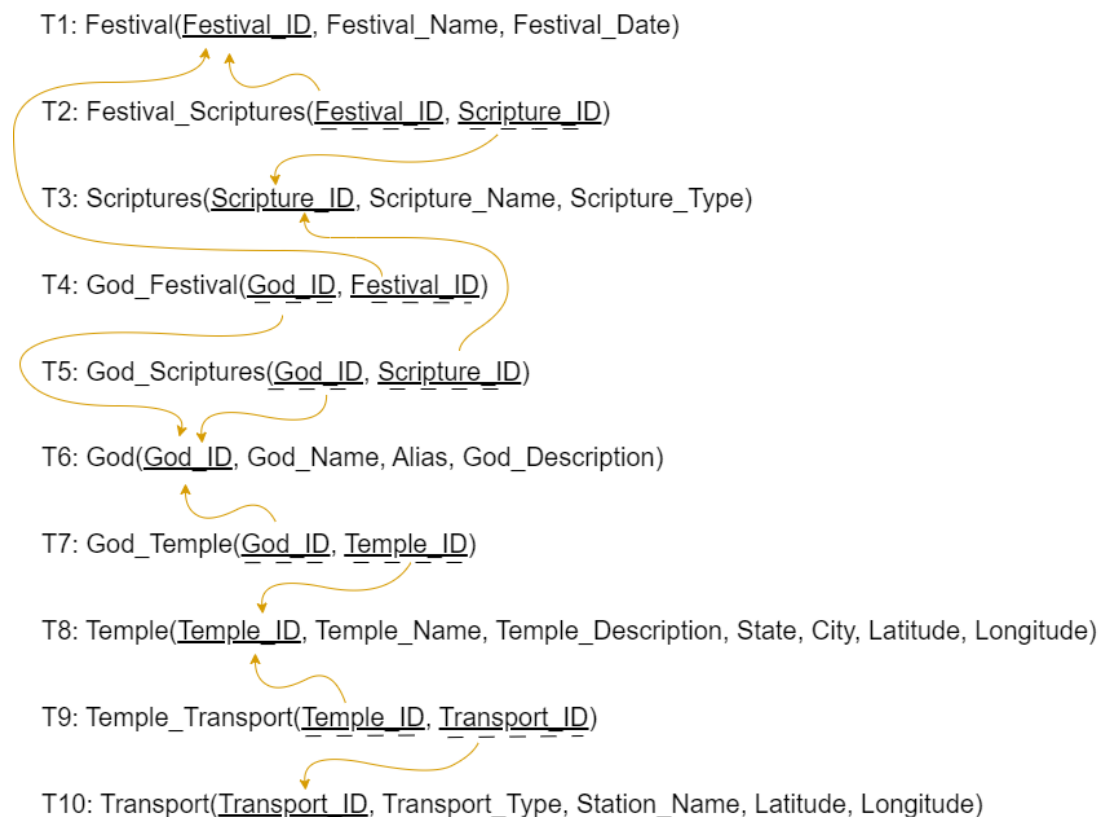 T1: Festival(Festival_ID, Festival_Name, Festival_Date)
T2: Festival_Scriptures(Festival_ID, Scripture_ID)
T3: Scriptures(Scripture_ID, Scripture_Name, Scripture_Type)
T4: God_Festival(God_ID, Festival_ID)
T5: God_Scriptures(God_ID, Scripture_ID)
T6: God(God_ID, God_Name, Alias, God_Description)
T7: God_Temple(God_ID, Temple_ID)
T8: Temple(Temple_ID, Temple_Name, Temple_Description, State, City, Latitude, Longitude)
T9: Temple_Transport(Temple_ID, Transport_ID)
T10: Transport(Transport_ID, Transport_Type, Station_Name, Latitude, Longitude)